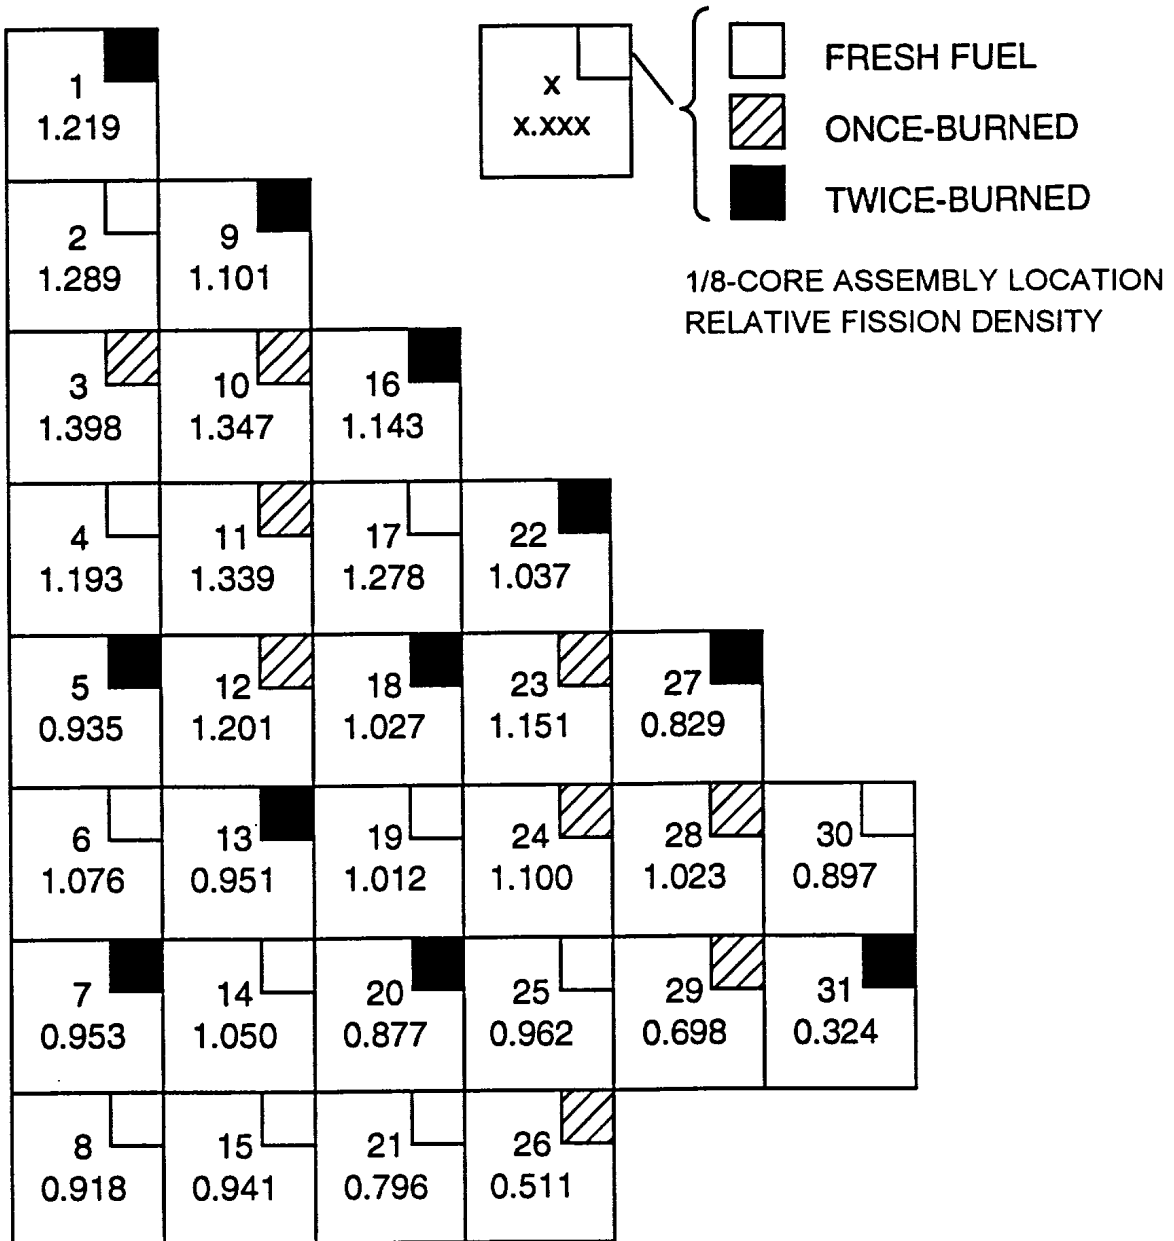 FRESH FUEL
x
x.xxx
ONCE-BURNED
TWICE-BURNED
1/8-CORE ASSEMBLY LOCATION
RELATIVE FISSION DENSITY
1
1.219
2 9
1.289 1.101
3 10 16
1.398 1.347 1.143
4 11 17 22
1.193 1.339 1.278 1.037
5 12 18 23 27
0.935 1.201 1.027 1.151 0.829
6 13 19 24 28 30
1.076 0.951 1.012 1.100 1.023 0.897
7 14 20 25 29 31
0.953 1.050 0.877 0.962 0.698 0.324
8 15 21 26
0.918 0.941 0.796 0.511